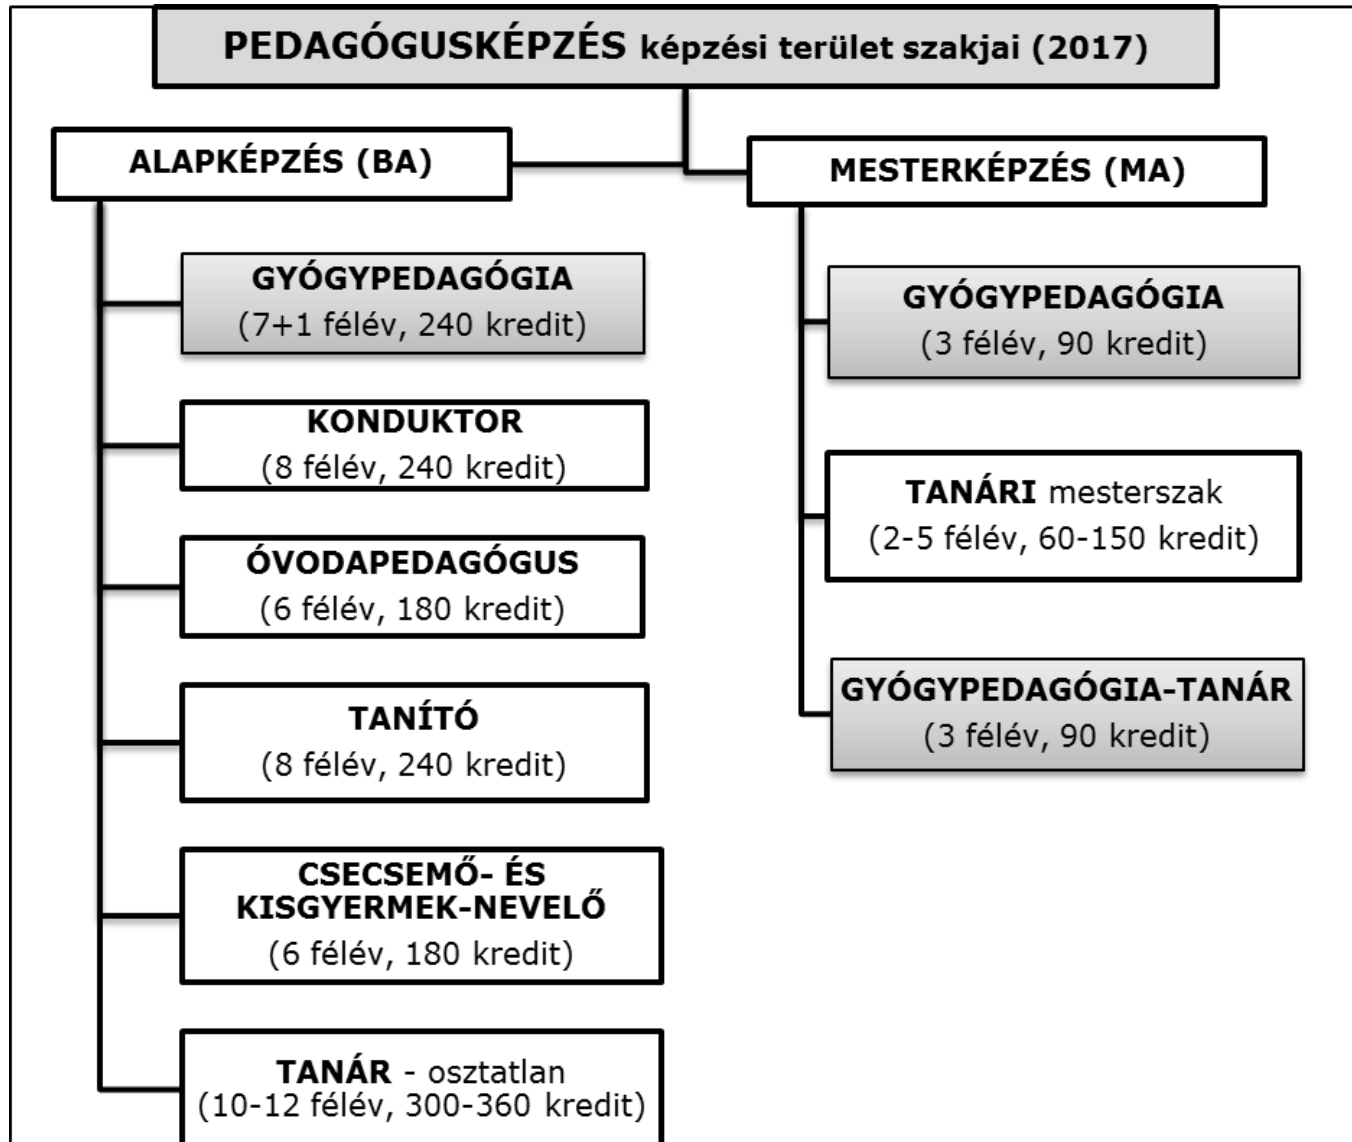 PEDAGÓGUSKÉPZÉS képzési terület szakjai (2017)
ALAPKÉPZÉS (BA)
GYÓGYPEDAGÓGIA
(7+1 félév, 240 kredit)
KONDUKTOR
(8 félév, 240 kredit)
ÓVODAPEDAGÓGUS
(6 félév, 180 kredit)
TANÍTÓ
(8 félév, 240 kredit)
CSECSEMŐ- ÉS
KISGYERMEK-NEVELŐ
(6 félév, 180 kredit)
TANÁR - osztatlan
(10-12 félév, 300-360 kredit)
MESTERKÉPZÉS (MA)
GYÓGYPEDAGÓGIA
(3 félév, 90 kredit)
TANÁRI mesterszak
(2-5 félév, 60-150 kredit)
GYÓGYPEDAGÓGIA-TANÁR
(3 félév, 90 kredit)